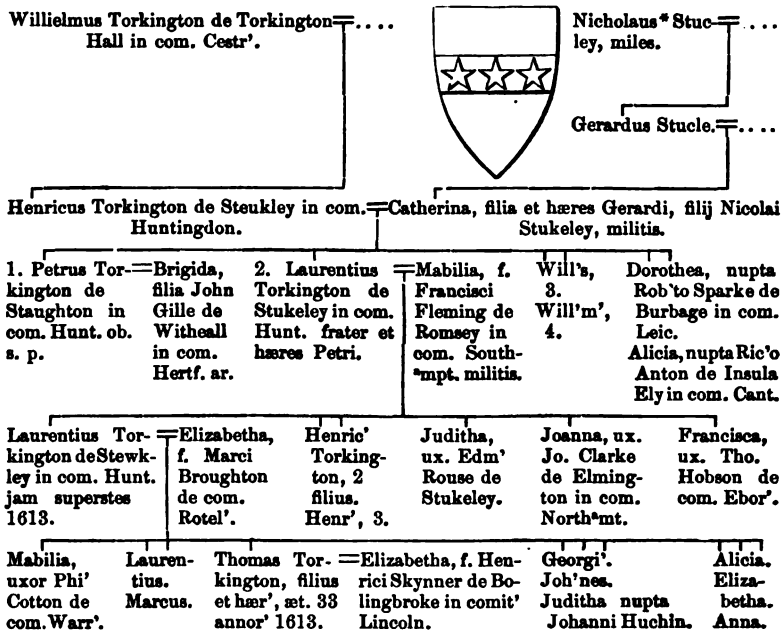 Willielmus Torkington de Torkington=....
Hall in com. Cestr'.
Nicholaus* Stuc-=....
ley, miles.
Gerardus Stucle.=....
Henricus Torkington de Steukley in com.=Catherina, filia et hæres Gerardi, filij Nicolai
Huntingdon.
Stukeley, militis.
1. Petrus Tor-=Brigida,
kington de
Staughton in
com. Hunt. ob.
s. p.
filia John
Gille de
Witheall
in com.
Hertf. ar.
2. Laurentius
Torkington de
Stukeley in com.
Hunt. frater et
hæres Petri.
=Mabilia, f.
Francisci
Fleming de
Romsey in
com. South-
ᵃmpt. militis.
Will's,
3.
Will'm',
4.
Dorothea, nupta
Rob'to Sparke de
Burbage in com.
Leic.
Alicia, nupta Ric'o
Anton de Insula
Ely in com. Cant.
Laurentius Tor-
kington de Stewk-
ley in com. Hunt.
jam superstes
1613.
=Elizabetha,
f. Marci
Broughton
de com.
Rotel'.
Henric'
Torking-
ton, 2
filius.
Henr', 3.
Juditha,
ux. Edm'
Rouse de
Stukeley.
Joanna, ux.
Jo. Clarke
de Elming-
ton in com.
Northᵃmt.
Francisca,
ux. Tho.
Hobson de
com. Ebor'.
Mabilia,
uxor Phi'
Cotton de
com. Warr'.
Lauren-
tius.
Marcus.
Thomas Tor-
kington, filius
et hær', æt. 33
annor' 1613.
=Elizabetha, f. Hen-
rici Skynner de Bo-
lingbroke in comit'
Lincoln.
Georgi'.
Joh'nes.
Juditha nupta
Johanni Huchin.
Alicia.
Eliza-
betha.
Anna.